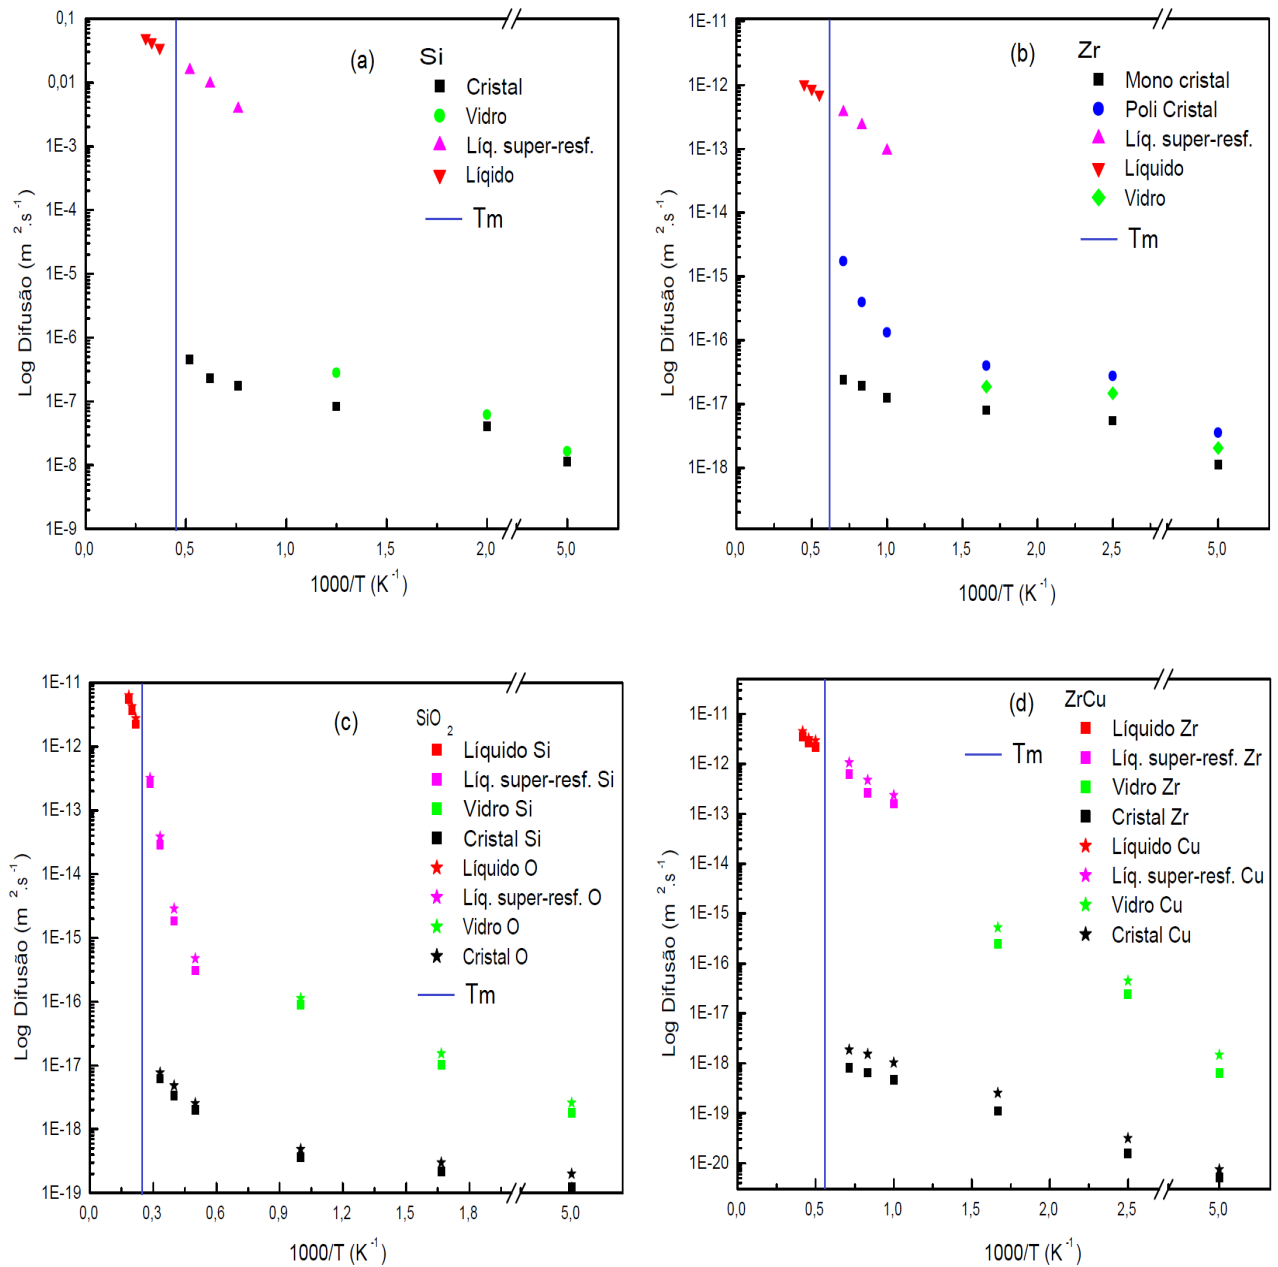 (a)
Si
Cristal
Vidro
Líq. super-resf.
Líqido
Tm
0,1
0,01
1E-3
1E-4
1E-5
1E-6
1E-7
1E-8
1E-9
Log Difusão (m ².s⁻¹)
0,0 0,5 1,0 1,5 2,0 5,0
1000/T (K⁻¹)
(b)
Zr
Mono cristal
Poli Cristal
Líq. super-resf.
Líquido
Vidro
Tm
1E-11
1E-12
1E-13
1E-14
1E-15
1E-16
1E-17
1E-18
Log Difusão (m ².s⁻¹)
0,0 0,5 1,0 1,5 2,0 2,5 5,0
1000/T (K⁻¹)
(c)
SiO₂
Líquido Si
Líq. super-resf. Si
Vidro Si
Cristal Si
Líquido O
Líq. super-resf. O
Vidro O
Cristal O
Tm
1E-11
1E-12
1E-13
1E-14
1E-15
1E-16
1E-17
1E-18
1E-19
Log Difusão (m ².s⁻¹)
0,0 0,3 0,6 0,9 1,2 1,5 1,8 5,0
1000/T (K⁻¹)
(d)
ZrCu
Líquido Zr
Tm
Líq. super-resf. Zr
Vidro Zr
Cristal Zr
Líquido Cu
Líq. super-resf. Cu
Vidro Cu
Cristal Cu
1E-11
1E-12
1E-13
1E-14
1E-15
1E-16
1E-17
1E-18
1E-19
1E-20
Log Difusão (m ².s⁻¹)
0,0 0,5 1,0 1,5 2,0 2,5 5,0
1000/T (K⁻¹)